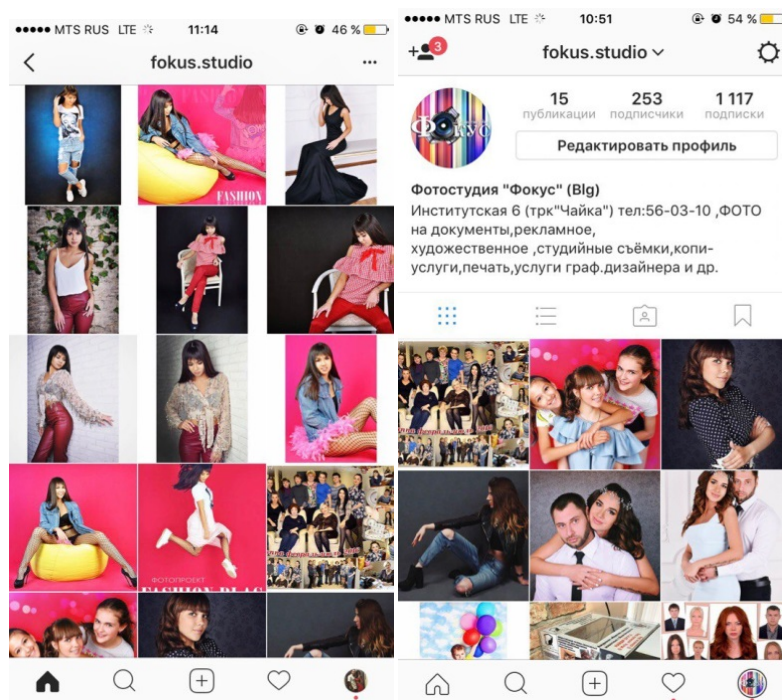 MTS RUS LTE 11:14 46 %
fokus.studio
FASHION
ФОТОПРОЕКТ
MTS RUS LTE 10:51 54 %
3
fokus.studio
15 253 1 117
публикации подписчики подписки
Редактировать профиль
Фокус
Фотостудия "Фокус" (Blg)
Институтская 6 (трк"Чайка") тел:56-03-10 ,ФОТО
на документы,рекламное,
художественное ,студийные съёмки,копи-
услуги,печать,услуги граф.дизайнера и др.